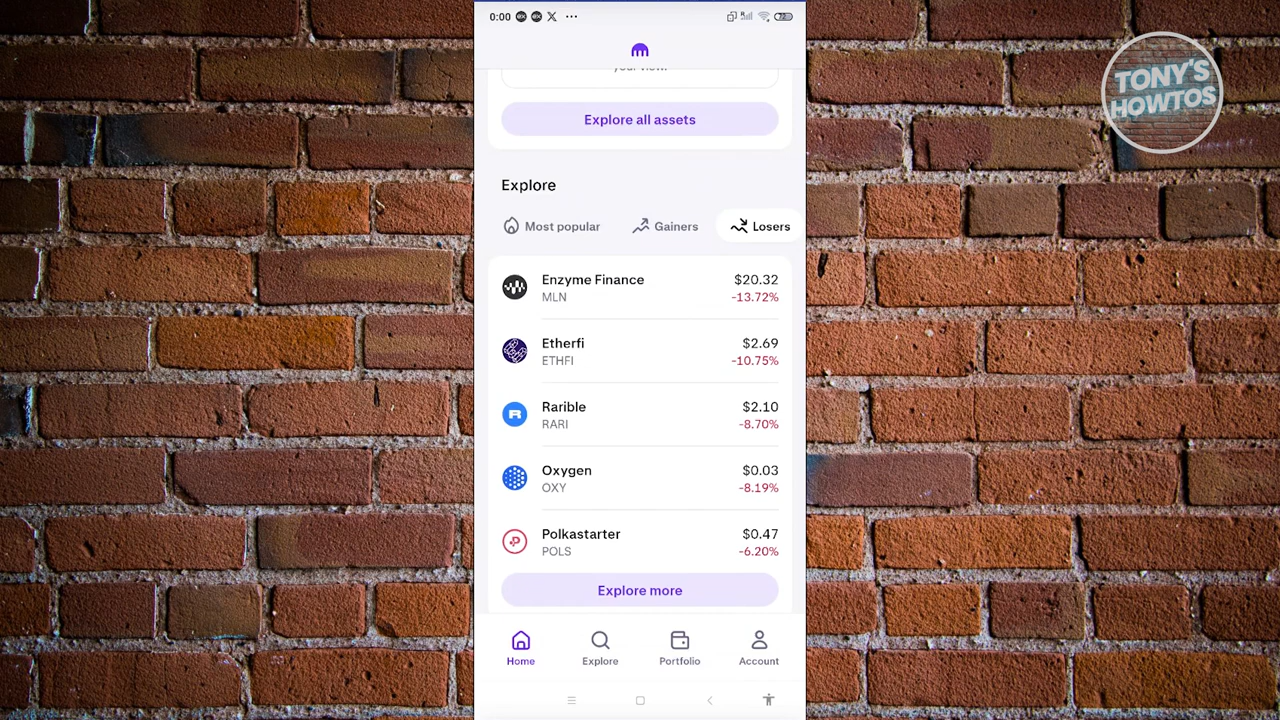 0:00
TONY'S
HOWTOS
Explore all assets
Explore
Most popular
Gainers
Losers
Enzyme Finance
$20.32
MLN
-13.72%
Etherfi
$2.69
ETHFI
-10.75%
Rarible
$2.10
RARI
-8.70%
Oxygen
$0.03
OXY
-8.19%
Polkastarter
$0.47
POLS
-6.20%
Explore more
Home
Explore
Portfolio
Account